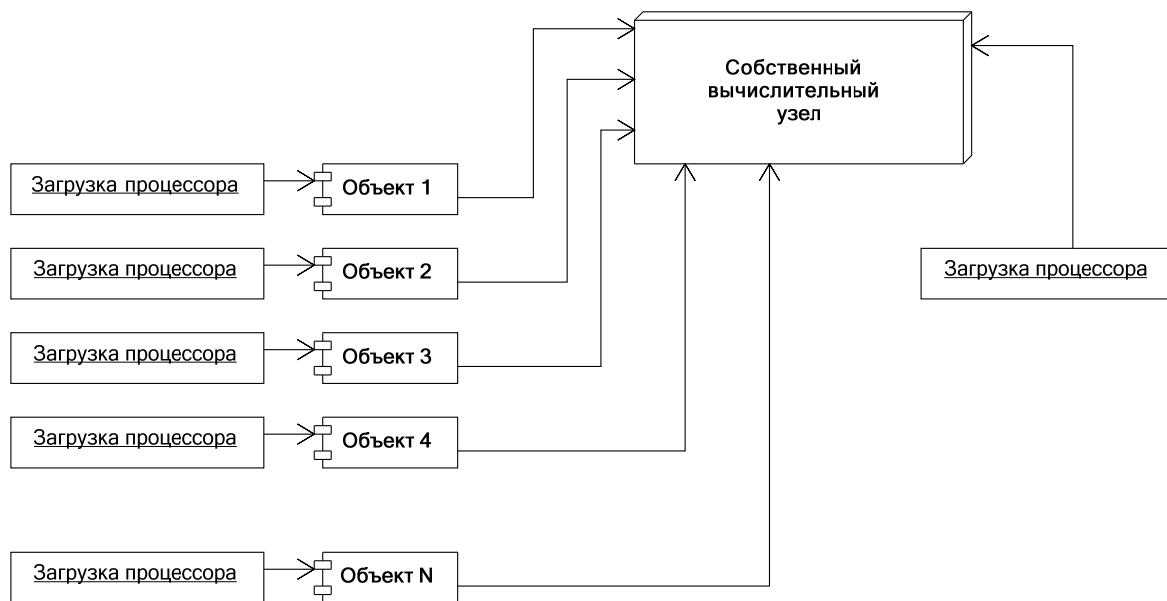 Собственный
вычислительный
узел
Загрузка процессора
Объект 1
Загрузка процессора
Объект 2
Загрузка процессора
Загрузка процессора
Объект 3
Загрузка процессора
Объект 4
Загрузка процессора
Объект N